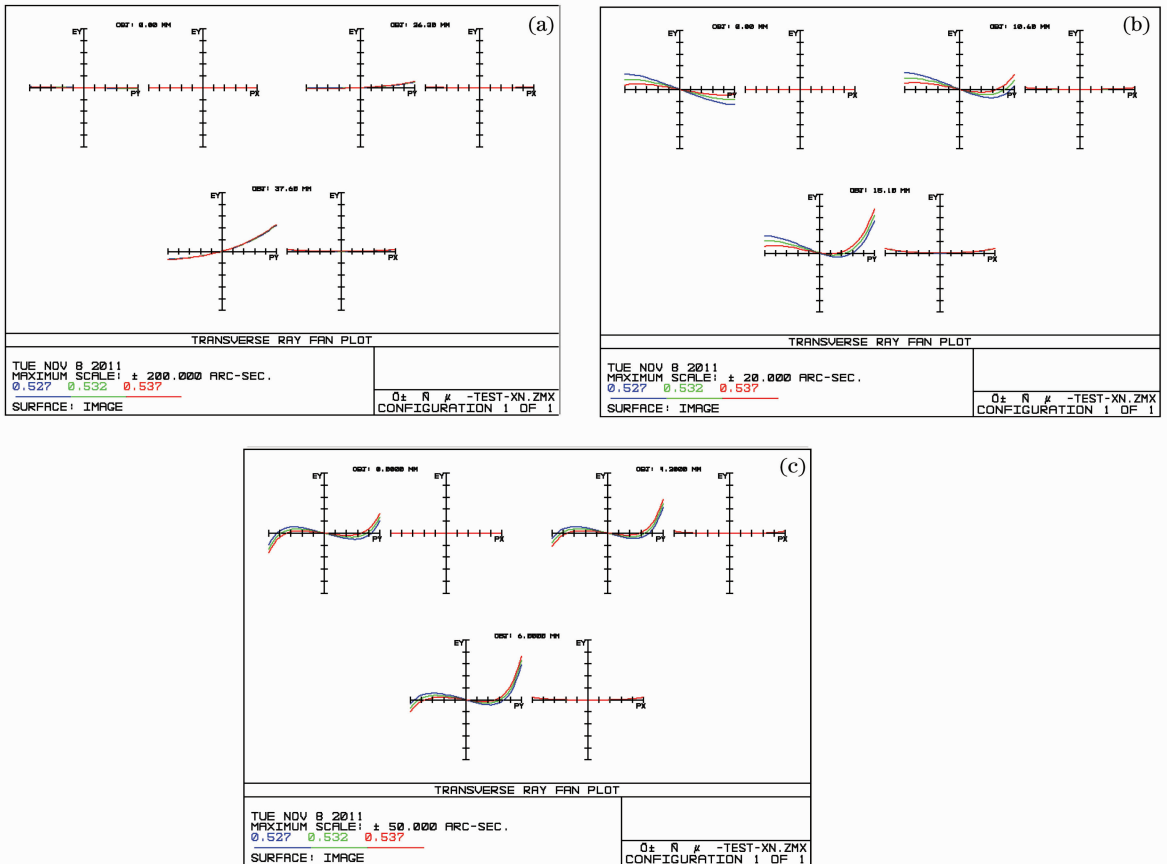 (a)
OBJ: 0.00 MM
EY
PY
PX
OBJ: 26.30 MM
EY
EY
PY
PX
OBJ: 37.60 MM
EY
EY
PY
PX
TRANSVERSE RAY FAN PLOT
TUE NOV 8 2011
MAXIMUM SCALE: ± 200.000 ARC-SEC.
0.527 0.532 0.537
SURFACE: IMAGE
Ö± Ñ µ -TEST-XN.ZMX
CONFIGURATION 1 OF 1
(b)
OBJ: 0.00 MM
EY
EY
PY
PX
OBJ: 10.60 MM
EY
EY
PY
PX
OBJ: 15.10 MM
EY
EY
PY
PX
TRANSVERSE RAY FAN PLOT
TUE NOV 8 2011
MAXIMUM SCALE: ± 20.000 ARC-SEC.
0.527 0.532 0.537
SURFACE: IMAGE
Ö± Ñ µ -TEST-XN.ZMX
CONFIGURATION 1 OF 1
(c)
OBJ: 0.0000 MM
EY
EY
PY
PX
OBJ: 4.2000 MM
EY
EY
PY
PX
OBJ: 6.0000 MM
EY
EY
PY
PX
TRANSVERSE RAY FAN PLOT
TUE NOV 8 2011
MAXIMUM SCALE: ± 50.000 ARC-SEC.
0.527 0.532 0.537
SURFACE: IMAGE
Ö± Ñ µ -TEST-XN.ZMX
CONFIGURATION 1 OF 1